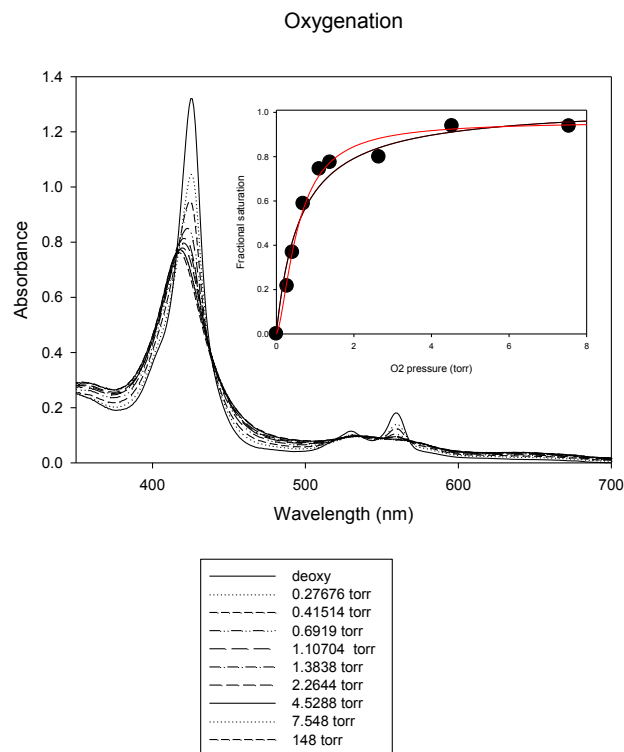 Oxygenation
1.4
1.2
1.0
0.8
0.6
0.4
0.2
0.0
Absorbance
400
500
600
700
Wavelength (nm)
1.0
0.8
0.6
0.4
0.2
0.0
Fractional saturation
0
2
4
6
8
O2 pressure (torr)
deoxy
0.27676 torr
0.41514 torr
0.6919 torr
1.10704 torr
1.3838 torr
2.2644 torr
4.5288 torr
7.548 torr
148 torr